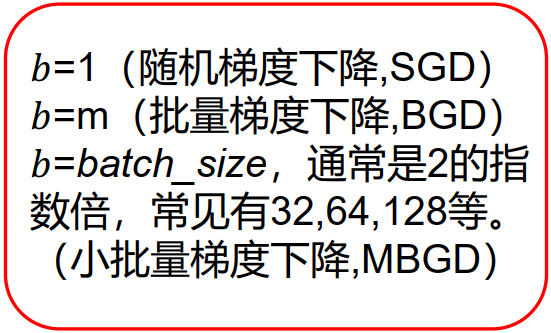 b=1（随机梯度下降,SGD）
b=m（批量梯度下降,BGD）
b=batch_size，通常是2的指
数倍，常见有32,64,128等。
（小批量梯度下降,MBGD）